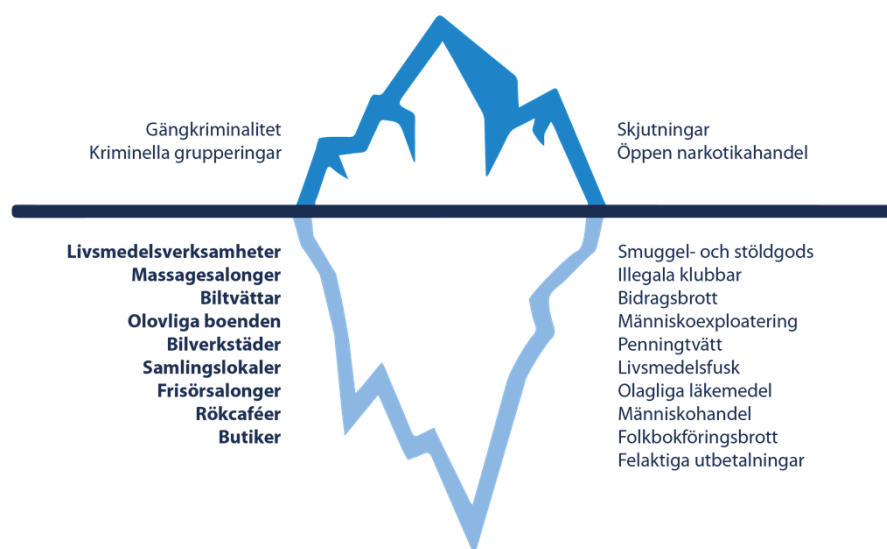 Gängkriminalitet
Kriminella grupperingar
Skjutningar
Öppen narkotikahandel
Livsmedelsverksamheter
Massagesalonger
Biltvättar
Olovliga boenden
Bilverkstäder
Samlingslokaler
Frisörsalonger
Rökcaféer
Butiker
Smuggel- och stöldgods
Illegala klubbar
Bidragsbrott
Människoexploatering
Penningtvätt
Livsmedelsfusk
Olagliga läkemedel
Människohandel
Folkbokföringsbrott
Felaktiga utbetalningar